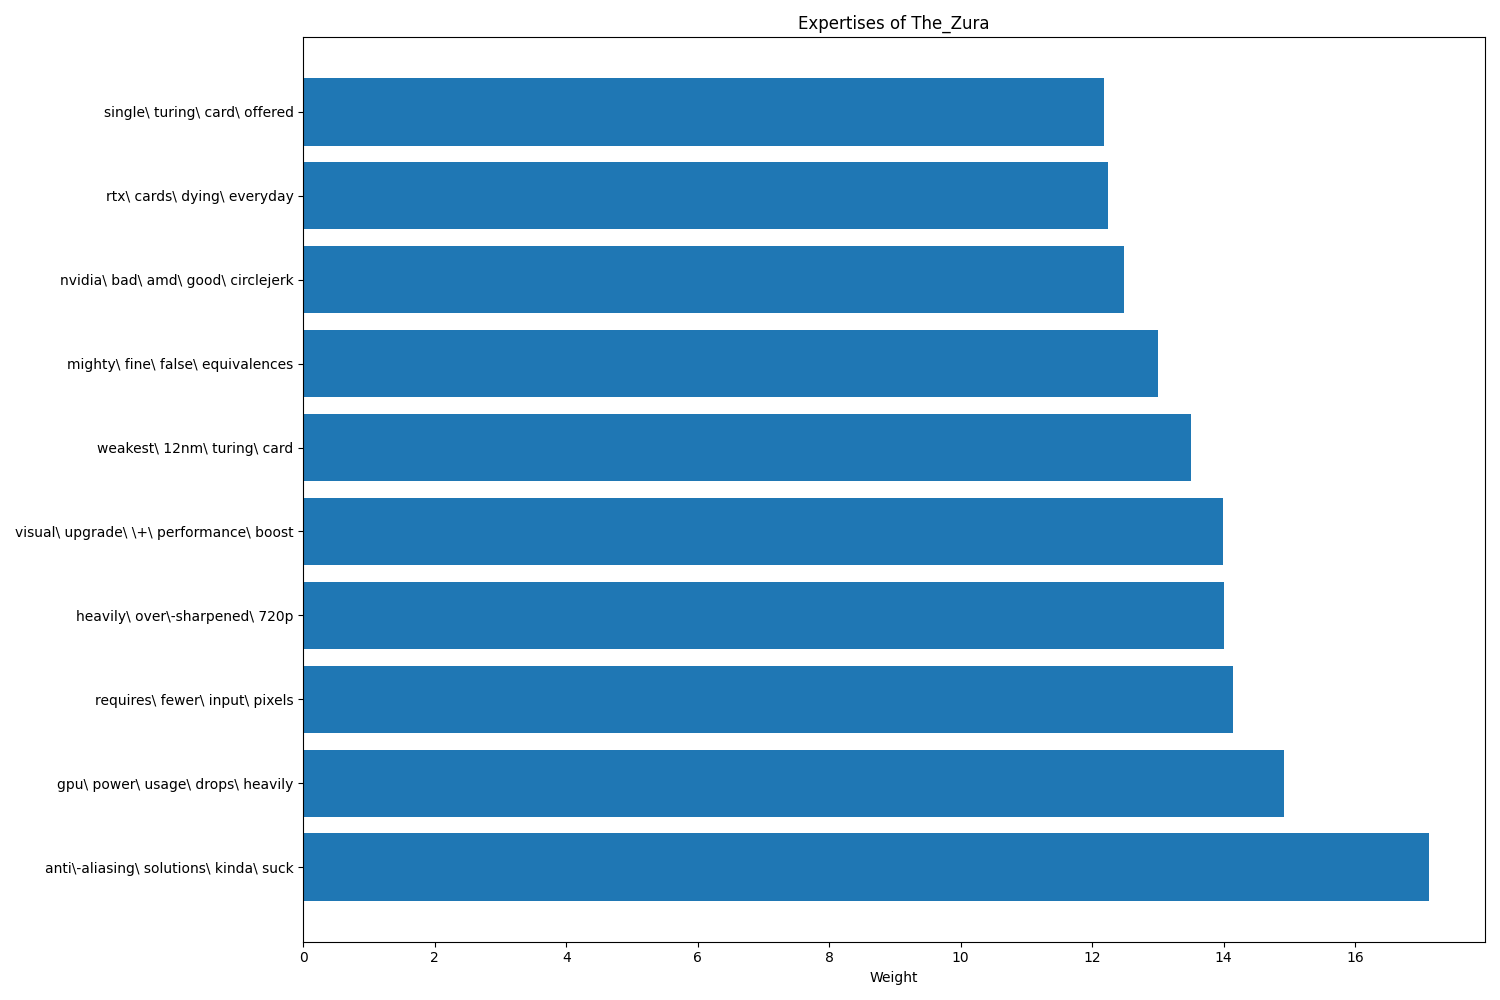 Expertises of The_Zura
single\ turing\ card\ offered
rtx\ cards\ dying\ everyday
nvidia\ bad\ amd\ good\ circlejerk
mighty\ fine\ false\ equivalences
weakest\ 12nm\ turing\ card
visual\ upgrade\ \+\ performance\ boost
heavily\ over\-sharpened\ 720p
requires\ fewer\ input\ pixels
gpu\ power\ usage\ drops\ heavily
anti\-aliasing\ solutions\ kinda\ suck
0 2 4 6 8 10 12 14 16
Weight